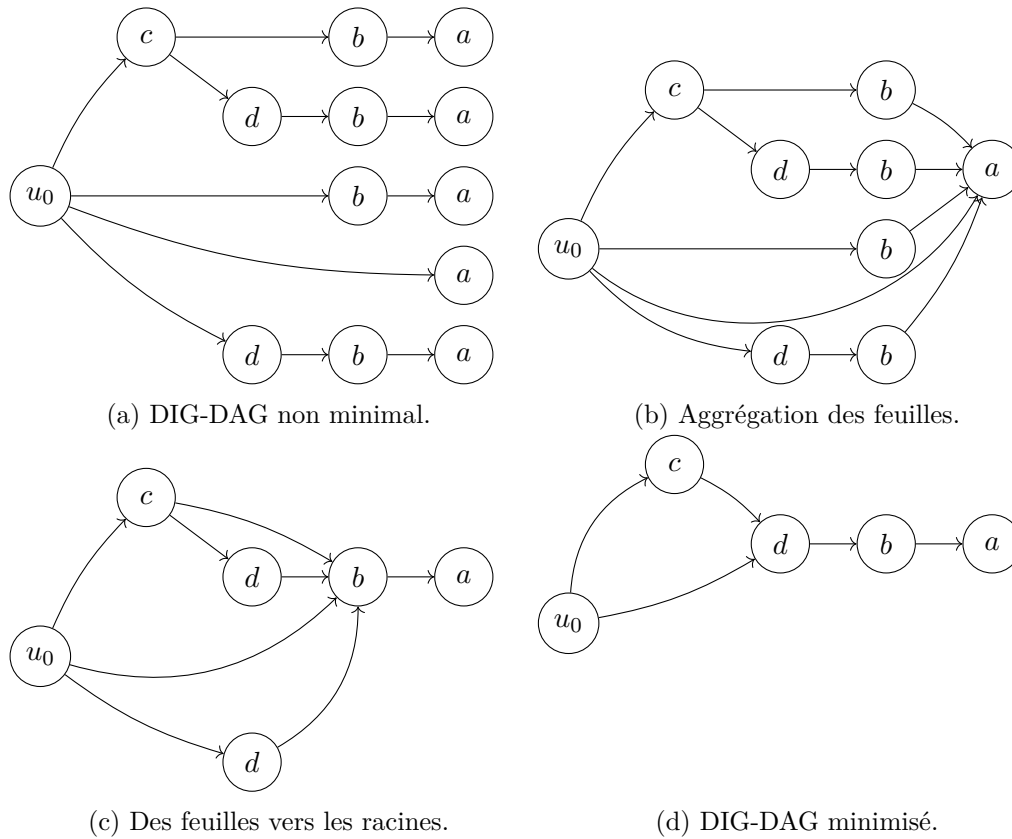 c b a
d b a
u₀ b a
a
d b a
(a) DIG-DAG non minimal.
c b
d b a
u₀ b
d b
(b) Aggrégation des feuilles.
c
d b a
u₀
d
(c) Des feuilles vers les racines.
c
d b a
u₀
(d) DIG-DAG minimisé.